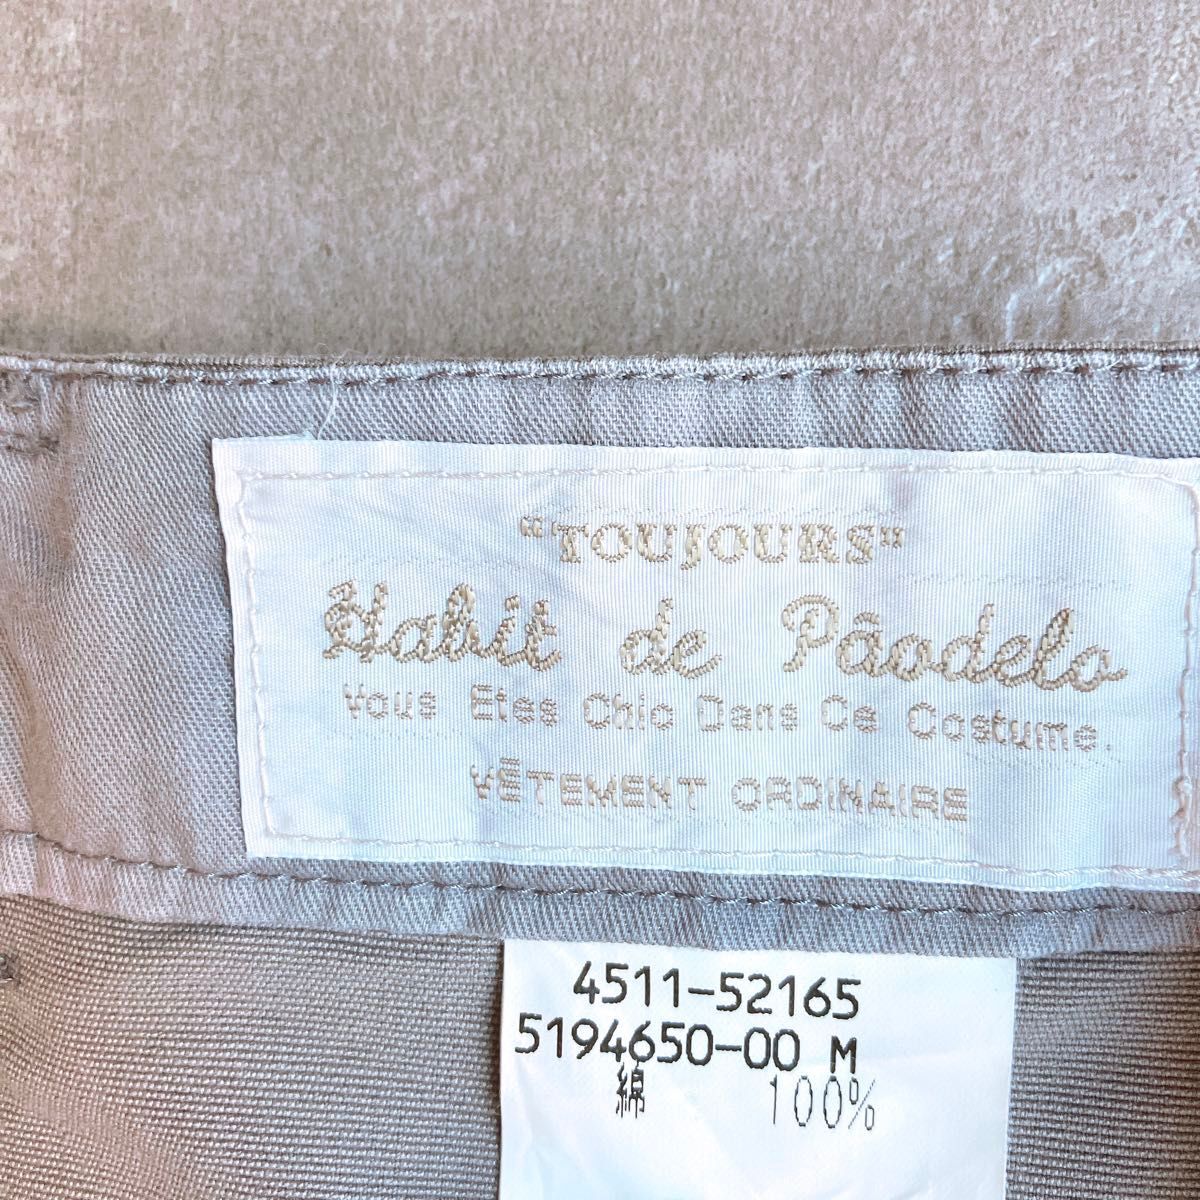 “TOUJOURS”
Habit de Pâodelo
Vous Etes Chic Dans Ce Costume.
VÊTEMENT ORDINAIRE
4511-52165
5194650-00 M
綿 100%